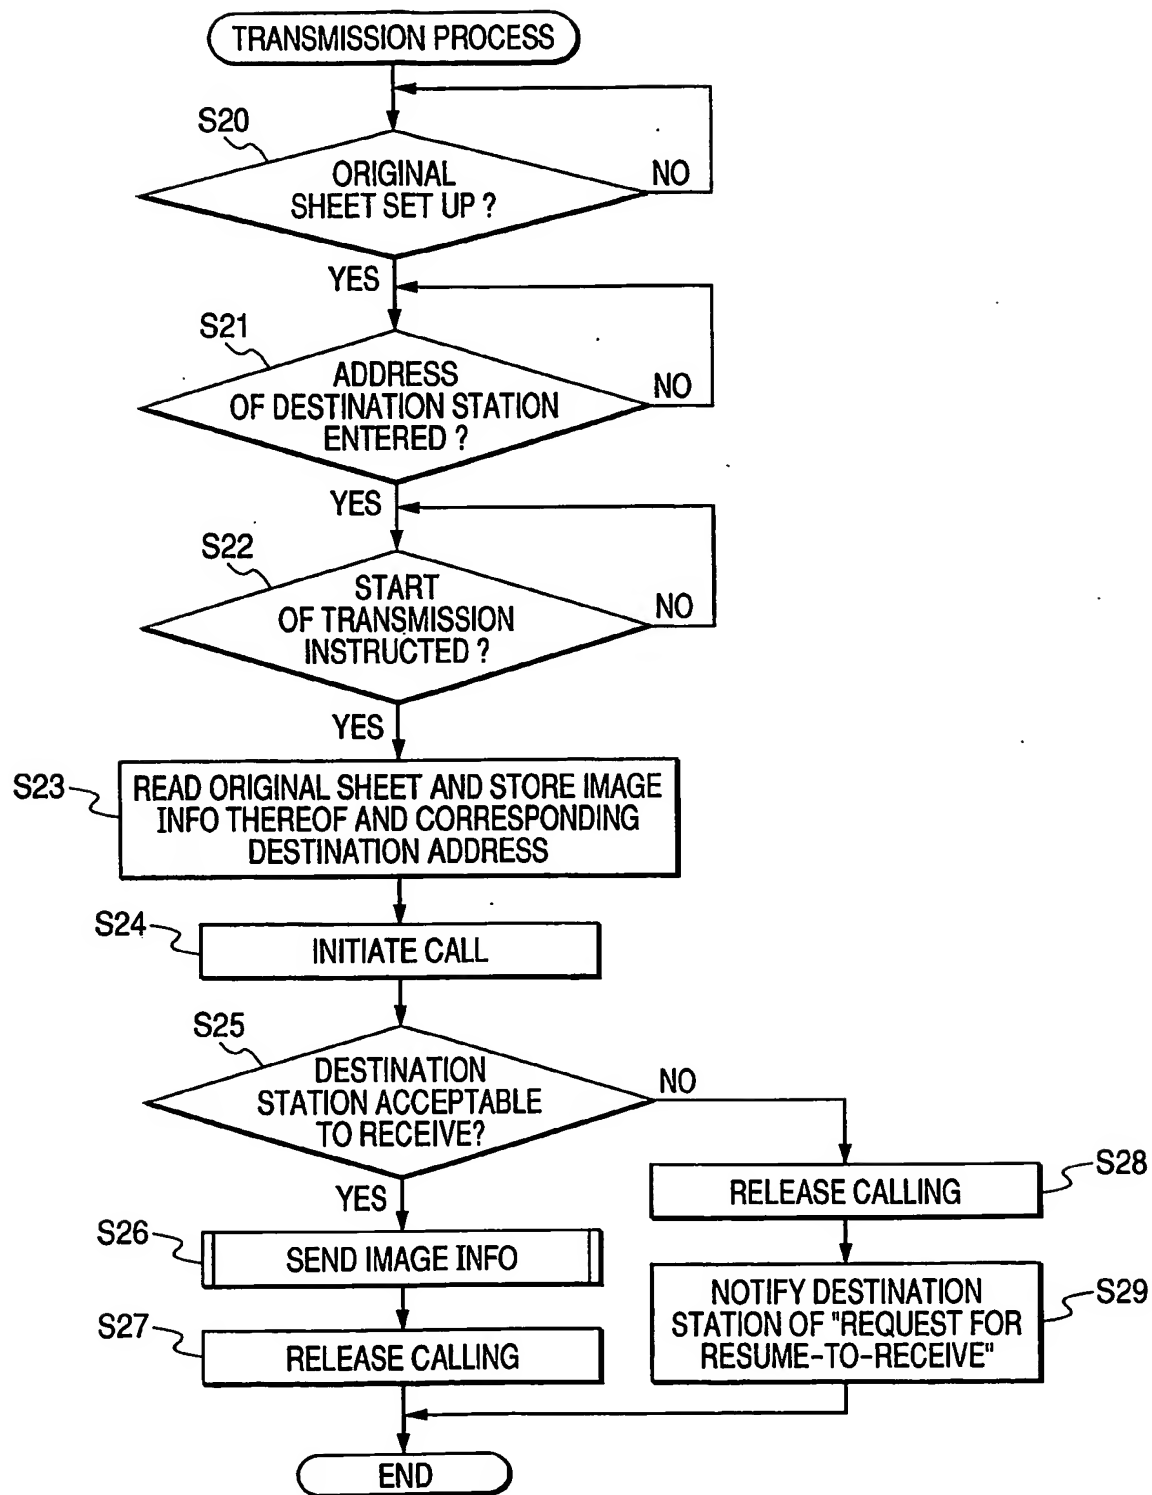 TRANSMISSION PROCESS
S20
ORIGINAL
SHEET SET UP ?
NO
YES
S21
ADDRESS
OF DESTINATION STATION
ENTERED ?
NO
YES
S22
START
OF TRANSMISSION
INSTRUCTED ?
NO
YES
S23
READ ORIGINAL SHEET AND STORE IMAGE
INFO THEREOF AND CORRESPONDING
DESTINATION ADDRESS
S24
INITIATE CALL
S25
DESTINATION
STATION ACCEPTABLE
TO RECEIVE?
NO
YES
S28
RELEASE CALLING
S26
SEND IMAGE INFO
S29
NOTIFY DESTINATION
STATION OF "REQUEST FOR
RESUME-TO-RECEIVE"
S27
RELEASE CALLING
END